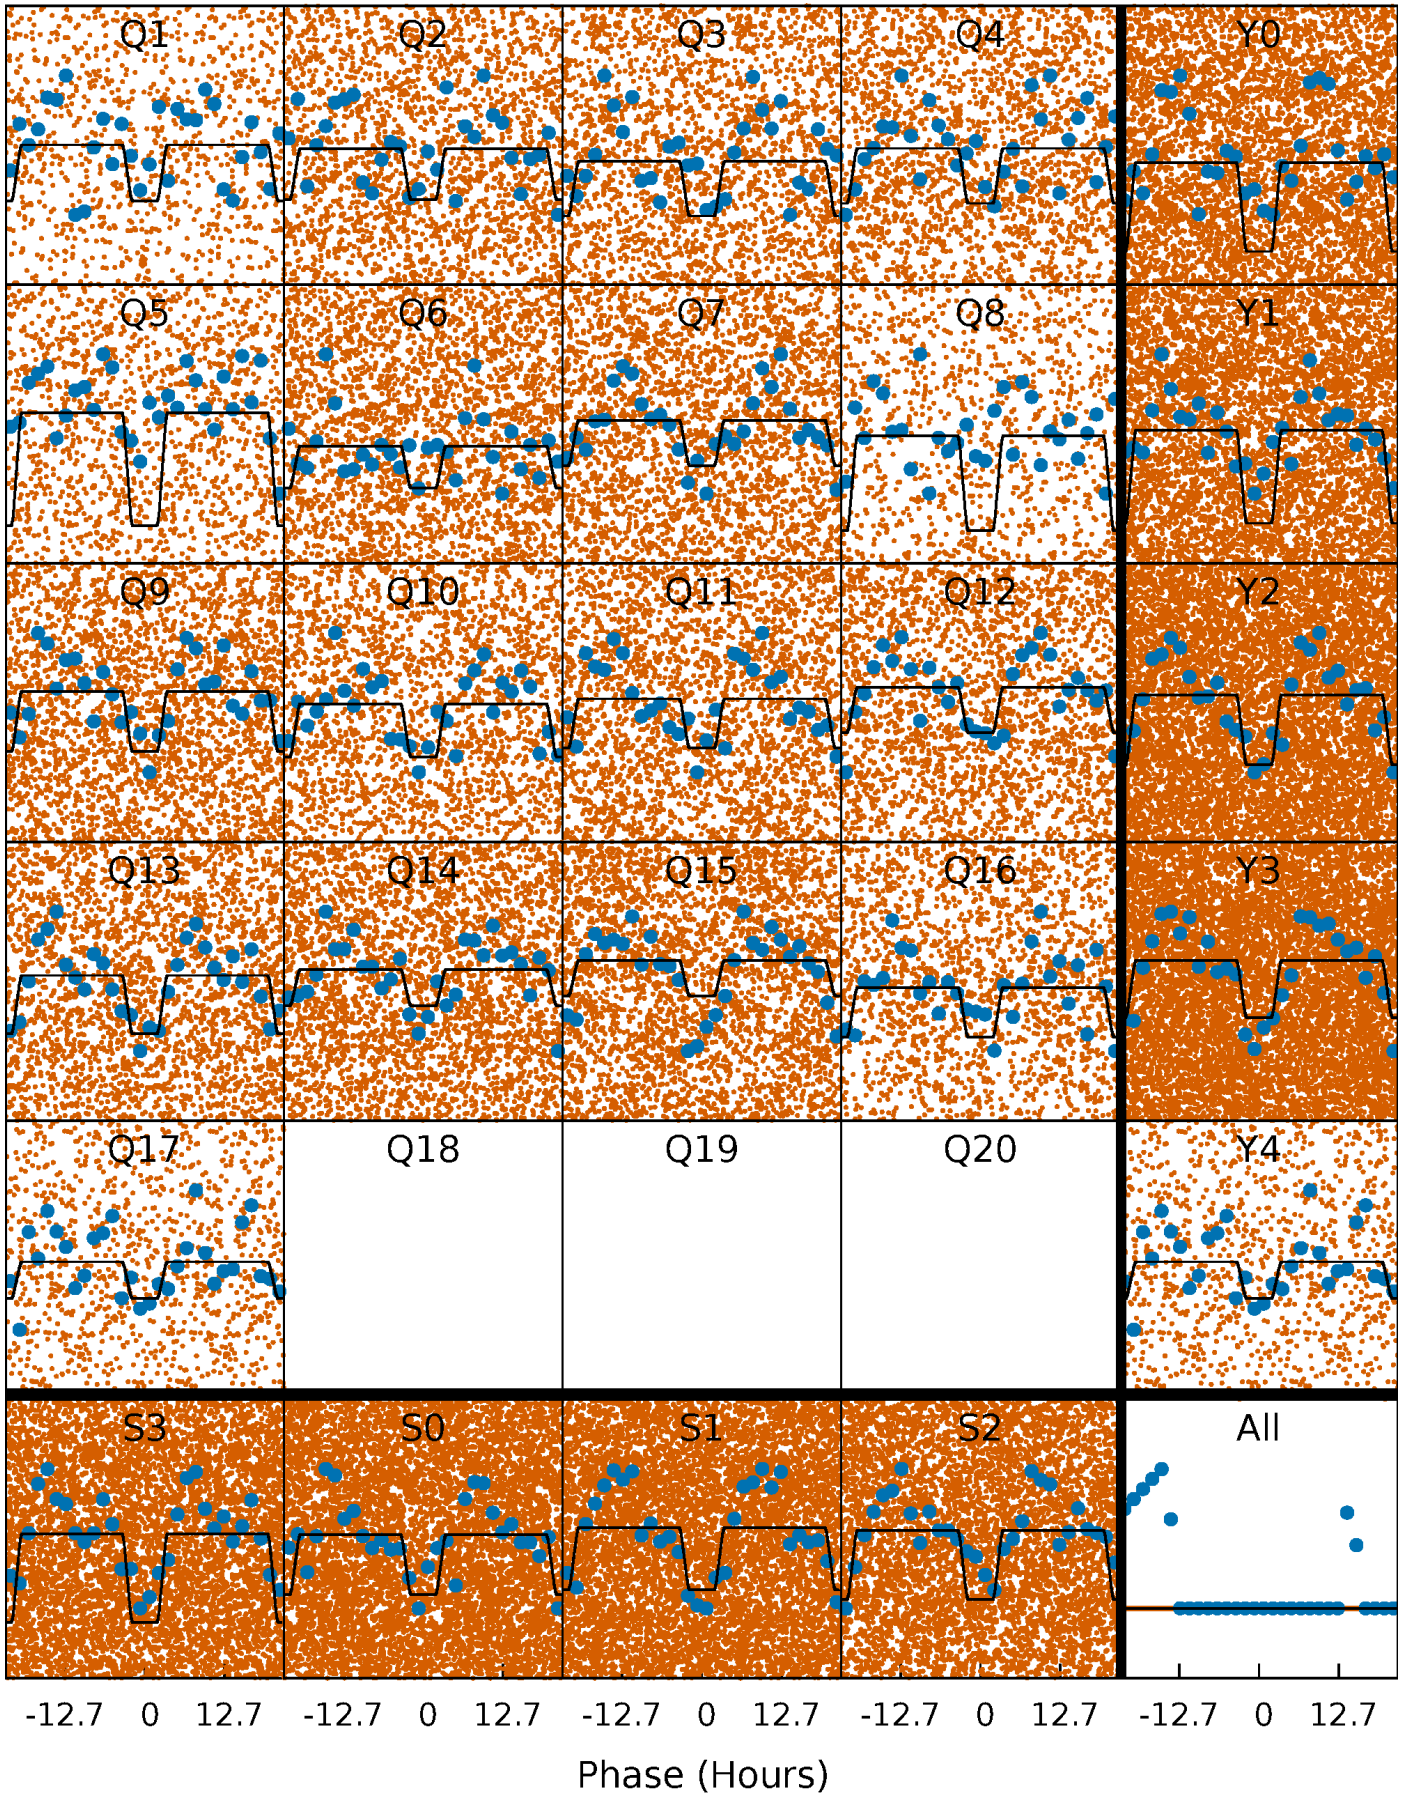 Q1 Q2 Q3 Q4 Y0
Q5 Q6 Q7 Q8 Y1
Q9 Q10 Q11 Q12 Y2
Q13 Q14 Q15 Q16 Y3
Q17 Q18 Q19 Q20 Y4
S3 S0 S1 S2 All
-12.7 0 12.7 -12.7 0 12.7 -12.7 0 12.7 -12.7 0 12.7 -12.7 0 12.7
Phase (Hours)